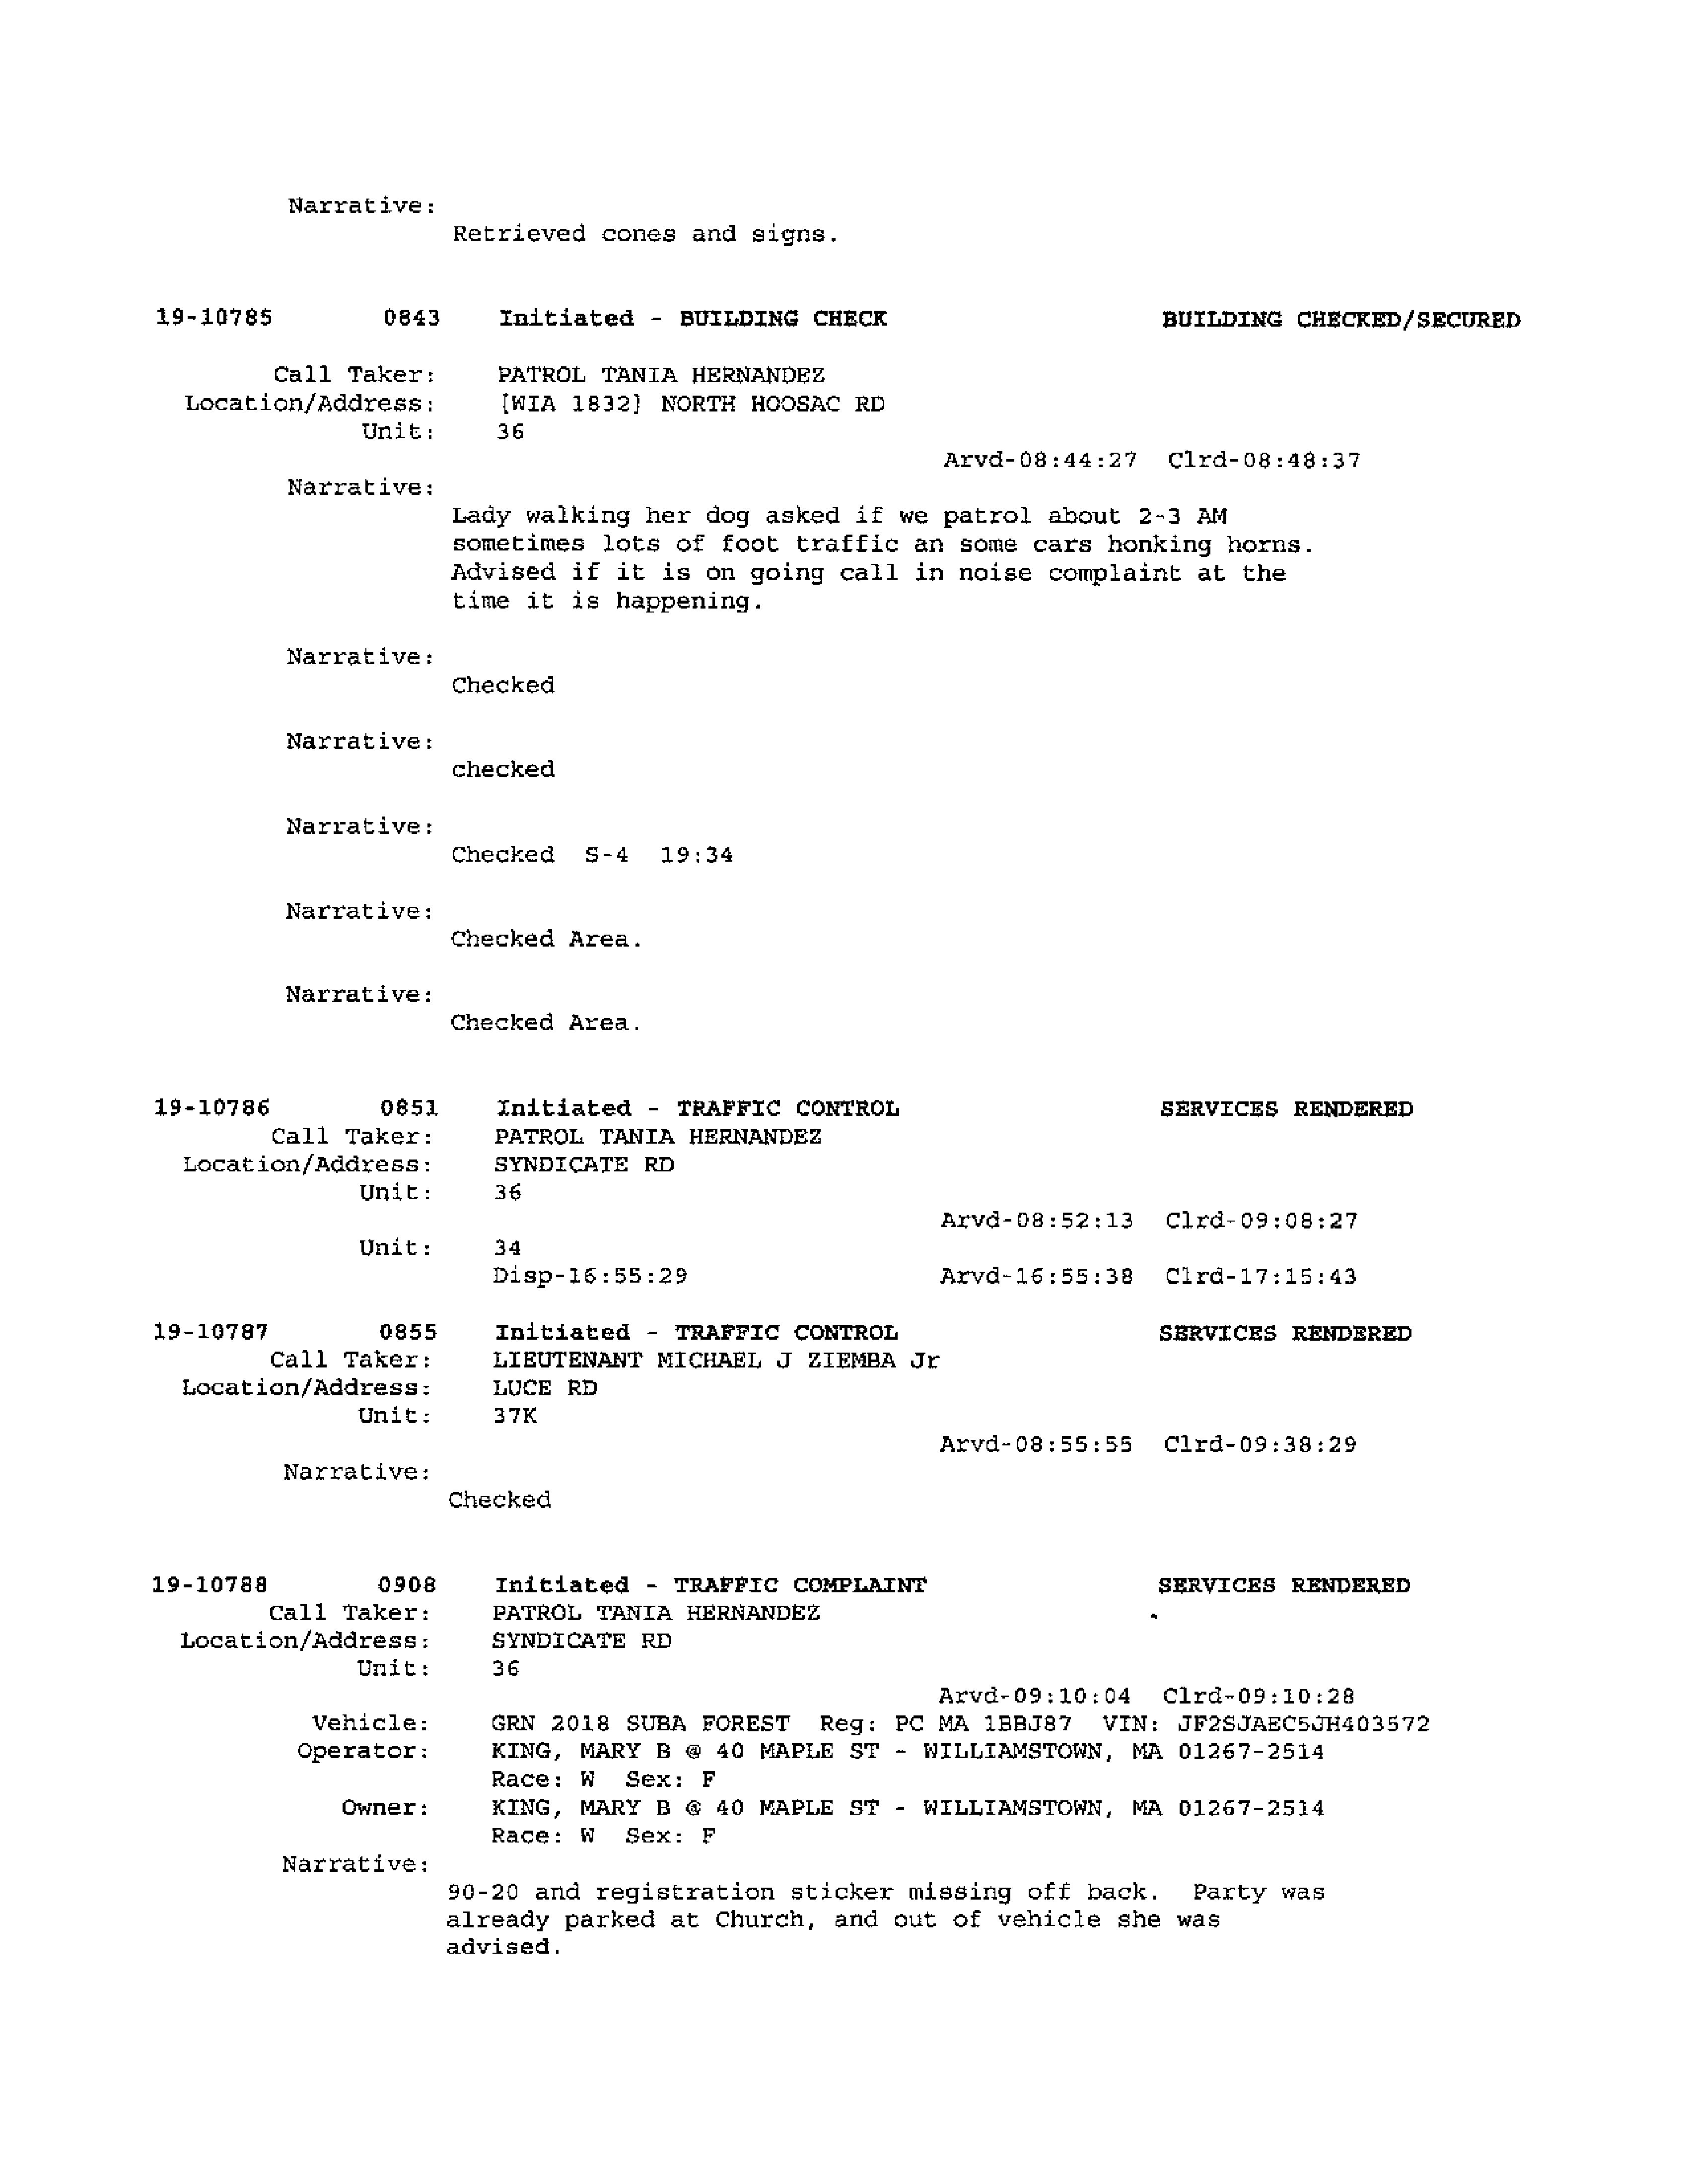 Narrative:
Retrieved cones and signs.
19-10785 0843 Initiated - BUILDING CHECK BUILDING CHECKED/SECURED
Call Taker: PATROL TANIA HERNANDEZ
Location/Address: [WIA 1832] NORTH HOOSAC RD
Unit: 36
Arvd-08:44:27 Clrd-08:48:37
Narrative:
Lady walking her dog asked if we patrol about 2-3 AM
sometimes lots of foot traffic an some cars honking horns.
Advised if it is on going call in noise complaint at the
time it is happening.
Narrative:
Checked
Narrative:
checked
Narrative:
Checked S-4 19:34
Narrative:
Checked Area.
Narrative:
Checked Area.
19-10786 0851 Initiated - TRAFFIC CONTROL SERVICES RENDERED
Call Taker: PATROL TANIA HERNANDEZ
Location/Address: SYNDICATE RD
Unit: 36
Arvd-08:52:13 Clrd-09:08:27
Unit: 34
Disp-16:55:29 Arvd-16:55:38 Clrd-17:15:43
19-10787 0855 Initiated - TRAFFIC CONTROL SERVICES RENDERED
Call Taker: LIEUTENANT MICHAEL J ZIEMBA Jr
Location/Address: LUCE RD
Unit: 37K
Arvd-08:55:55 Clrd-09:38:29
Narrative:
Checked
19-10788 0908 Initiated - TRAFFIC COMPLAINT SERVICES RENDERED
Call Taker: PATROL TANIA HERNANDEZ
Location/Address: SYNDICATE RD
Unit: 36
Arvd-09:10:04 Clrd-09:10:28
Vehicle: GRN 2018 SUBA FOREST Reg: PC MA 1BBJ87 VIN: JF2SJAEC5JH403572
Operator: KING, MARY B @ 40 MAPLE ST - WILLIAMSTOWN, MA 01267-2514
Race: W Sex: F
Owner: KING, MARY B @ 40 MAPLE ST - WILLIAMSTOWN, MA 01267-2514
Race: W Sex: F
Narrative:
90-20 and registration sticker missing off back. Party was
already parked at Church, and out of vehicle she was
advised.